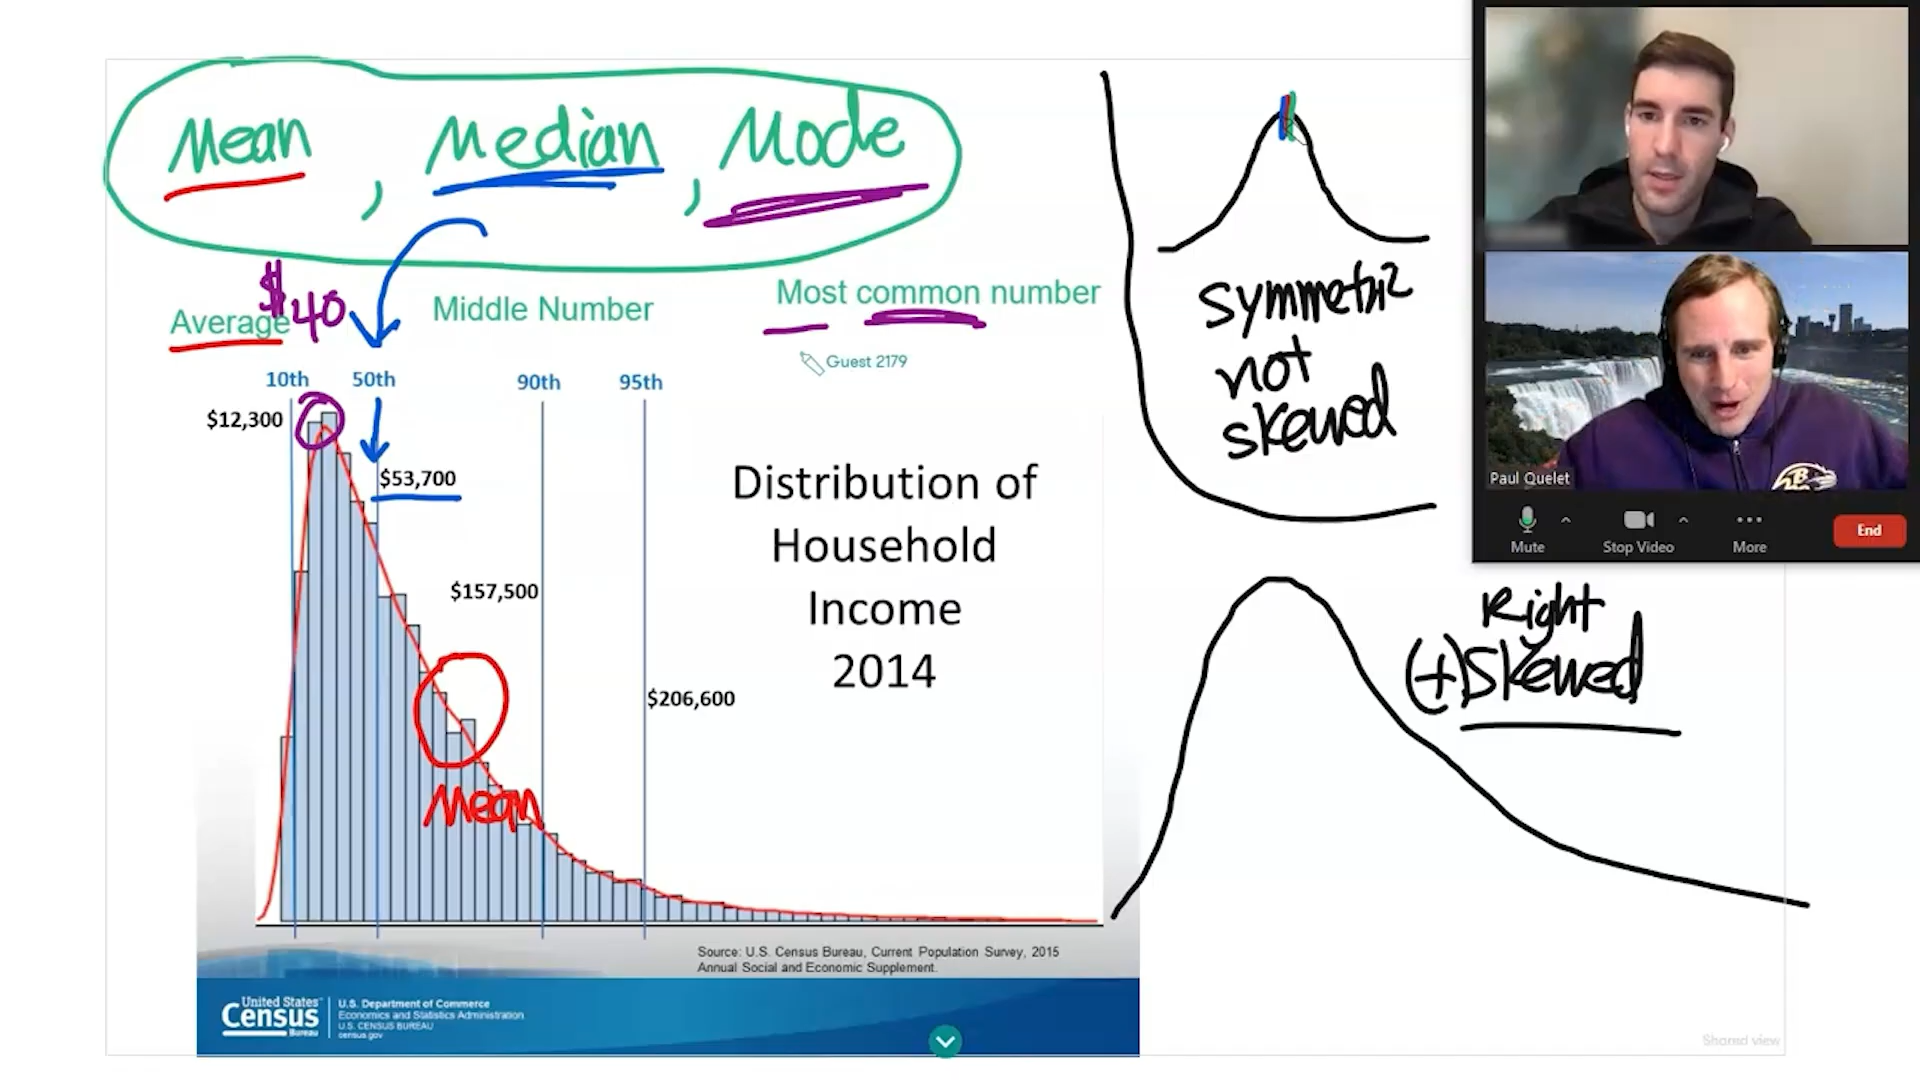 Mean, Median, Mode
$40
Average
Middle Number
Most common number
Guest 2179
10th 50th 90th 95th
$12,300
$53,700
$157,500
$206,600
Mean
Distribution of
Household
Income
2014
Source: U.S. Census Bureau, Current Population Survey, 2015
Annual Social and Economic Supplement.
United States™
Census
Bureau
U.S. Department of Commerce
Economics and Statistics Administration
U.S. CENSUS BUREAU
census.gov
Symmetric
not
skewed
Right
(+)Skewed
Paul Quelet
B
Mute
Stop Video
More
End
Shared view